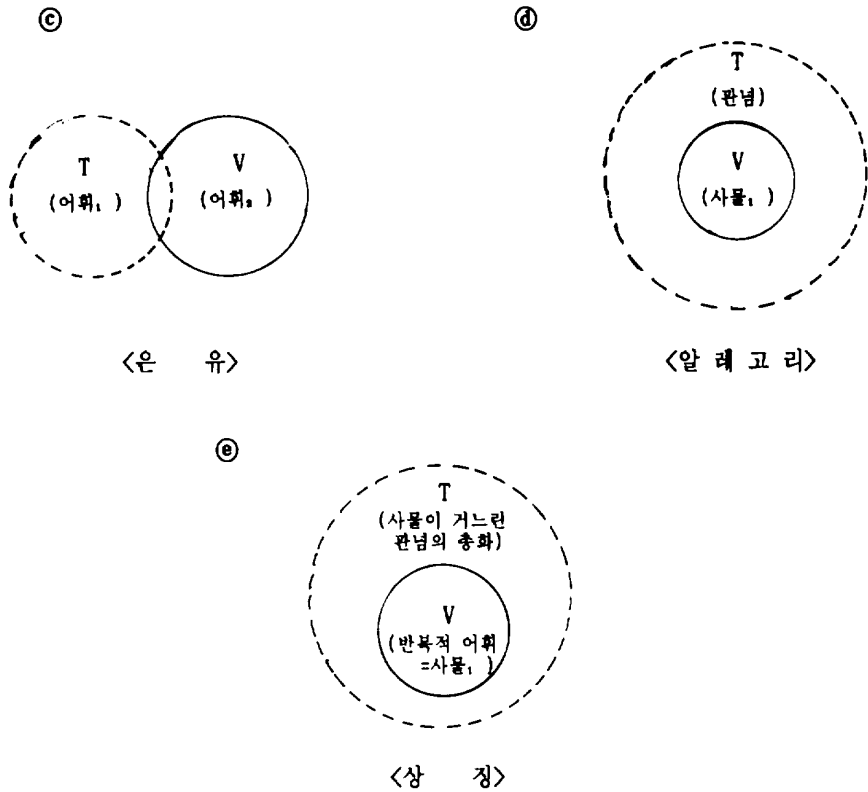 ⓒ
T
(어휘₁ )
V
(어휘₂ )
<은 유>
ⓓ
T
(관념)
V
(사물₁ )
<알 레 고 리>
ⓔ
T
(사물이 거느린
관념의 총화)
V
(반복적 어휘
=사물₁ )
<상 징>